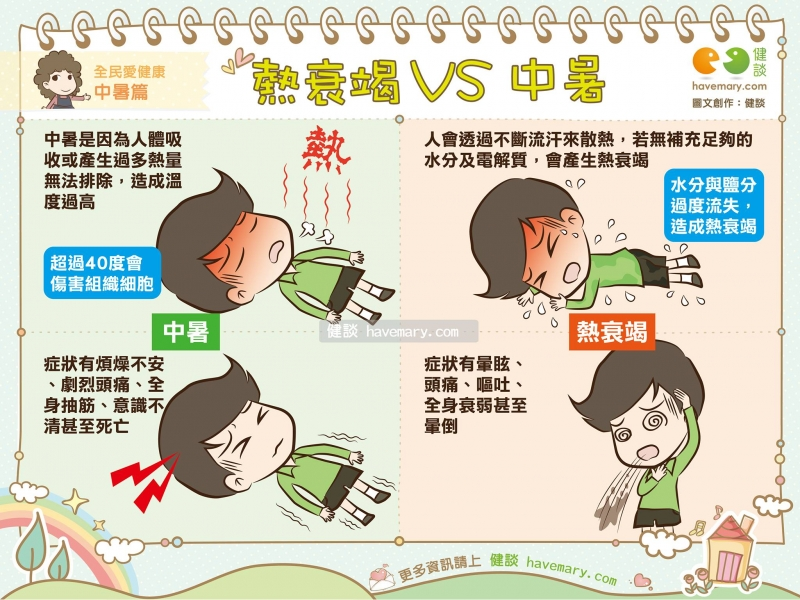 全民愛健康
中暑篇
熱衰竭 VS 中暑
健談
havemary.com
圖文創作：健談
中暑是因為人體吸
收或產生過多熱量
無法排除，造成溫
度過高
熱
超過40度會
傷害組織細胞
人會透過不斷流汗來散熱，若無補充足夠的
水分及電解質，會產生熱衰竭
水分與鹽分
過度流失，
造成熱衰竭
中暑
健談 havemary.com
熱衰竭
症狀有煩燥不安
、劇烈頭痛、全
身抽筋、意識不
清甚至死亡
症狀有暈眩、
頭痛、嘔吐、
全身衰弱甚至
暈倒
更多資訊請上 健談 havemary.com